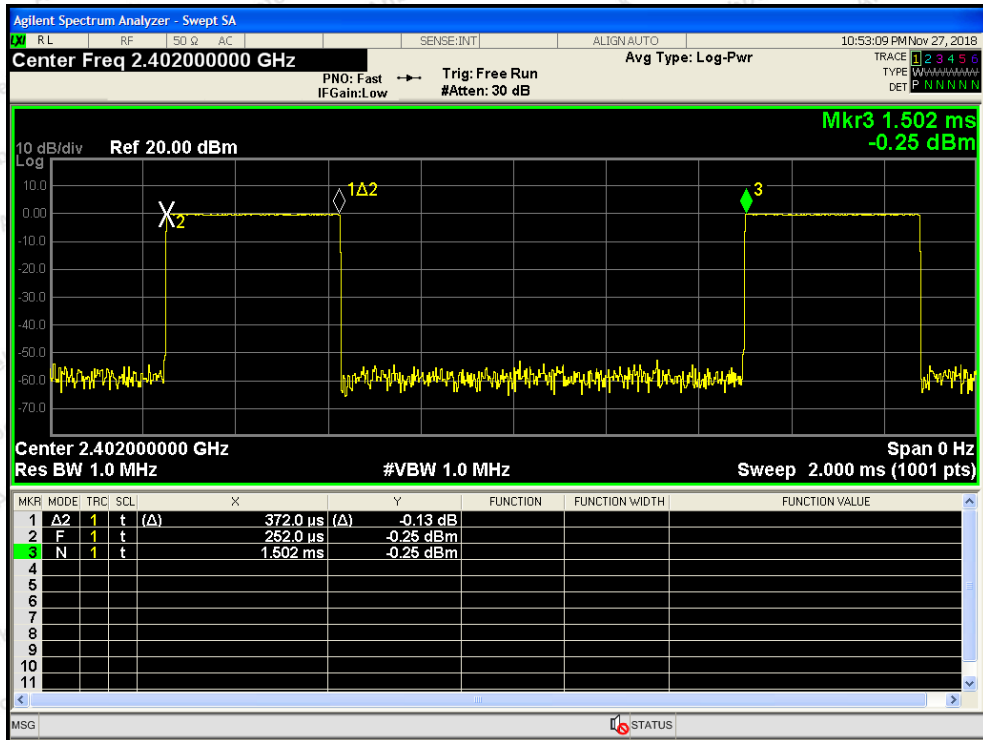 Agilent Spectrum Analyzer - Swept SA
LXI RL RF 50 Ω AC SENSE:INT ALIGN AUTO 10:53:09 PM Nov 27, 2018
Center Freq 2.402000000 GHz
PNO: Fast Trig: Free Run
IFGain:Low #Atten: 30 dB
Avg Type: Log-Pwr
TRACE 1 2 3 4 5 6
TYPE WWWWWW
DET P N N N N N
Mkr3 1.502 ms
-0.25 dBm
10 dB/div Ref 20.00 dBm
Log
10.0
0.00
-10.0
-20.0
-30.0
-40.0
-50.0
-60.0
-70.0
X2
1Δ2
3
Center 2.402000000 GHz Span 0 Hz
Res BW 1.0 MHz #VBW 1.0 MHz Sweep 2.000 ms (1001 pts)
MKR MODE TRC SCL X Y FUNCTION FUNCTION WIDTH FUNCTION VALUE
1 Δ2 1 t (Δ) 372.0 µs (Δ) -0.13 dB
2 F 1 t 252.0 µs -0.25 dBm
3 N 1 t 1.502 ms -0.25 dBm
4
5
6
7
8
9
10
11
MSG STATUS